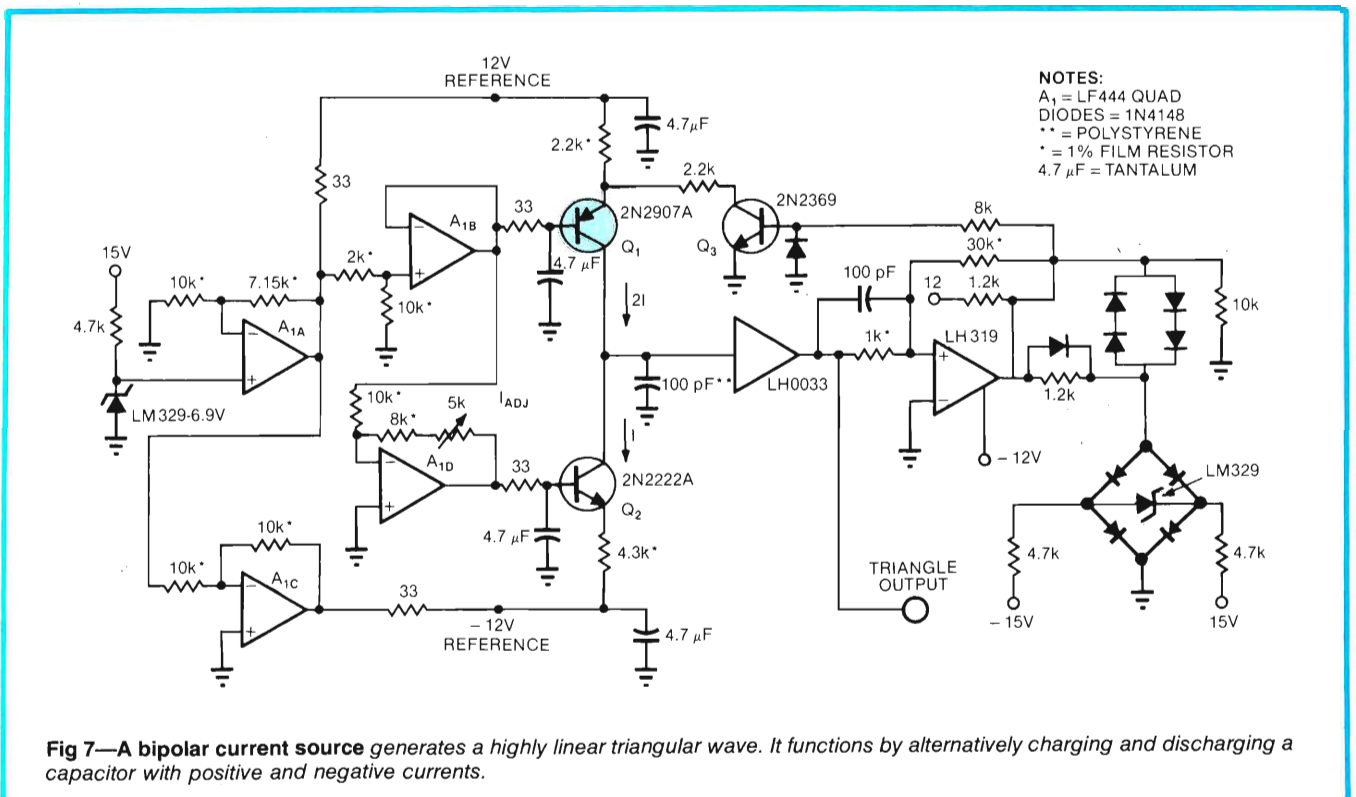 12V
REFERENCE
4.7µF
2.2k*
2.2k
33
2N2907A
Q1
2N2369
Q3
NOTES:
A1 = LF444 QUAD
DIODES = 1N4148
** = POLYSTYRENE
* = 1% FILM RESISTOR
4.7 µF = TANTALUM
A1B
33
4.7 µF
8k
30k*
12
1.2k
15V
4.7k
10k*
7.15k*
A1A
2k*
10k*
LM329-6.9V
2I
100 pF
1k*
LH0033
100 pF**
LH319
-12V
1.2k
10k
10k*
8k*
5k
IADJ
A1D
33
4.7 µF
I
2N2222A
Q2
4.3k*
LM329
4.7k
-15V
4.7k
15V
TRIANGLE
OUTPUT
10k*
10k*
A1C
33
-12V
REFERENCE
4.7 µF
Fig 7—A bipolar current source generates a highly linear triangular wave. It functions by alternatively charging and discharging a
capacitor with positive and negative currents.